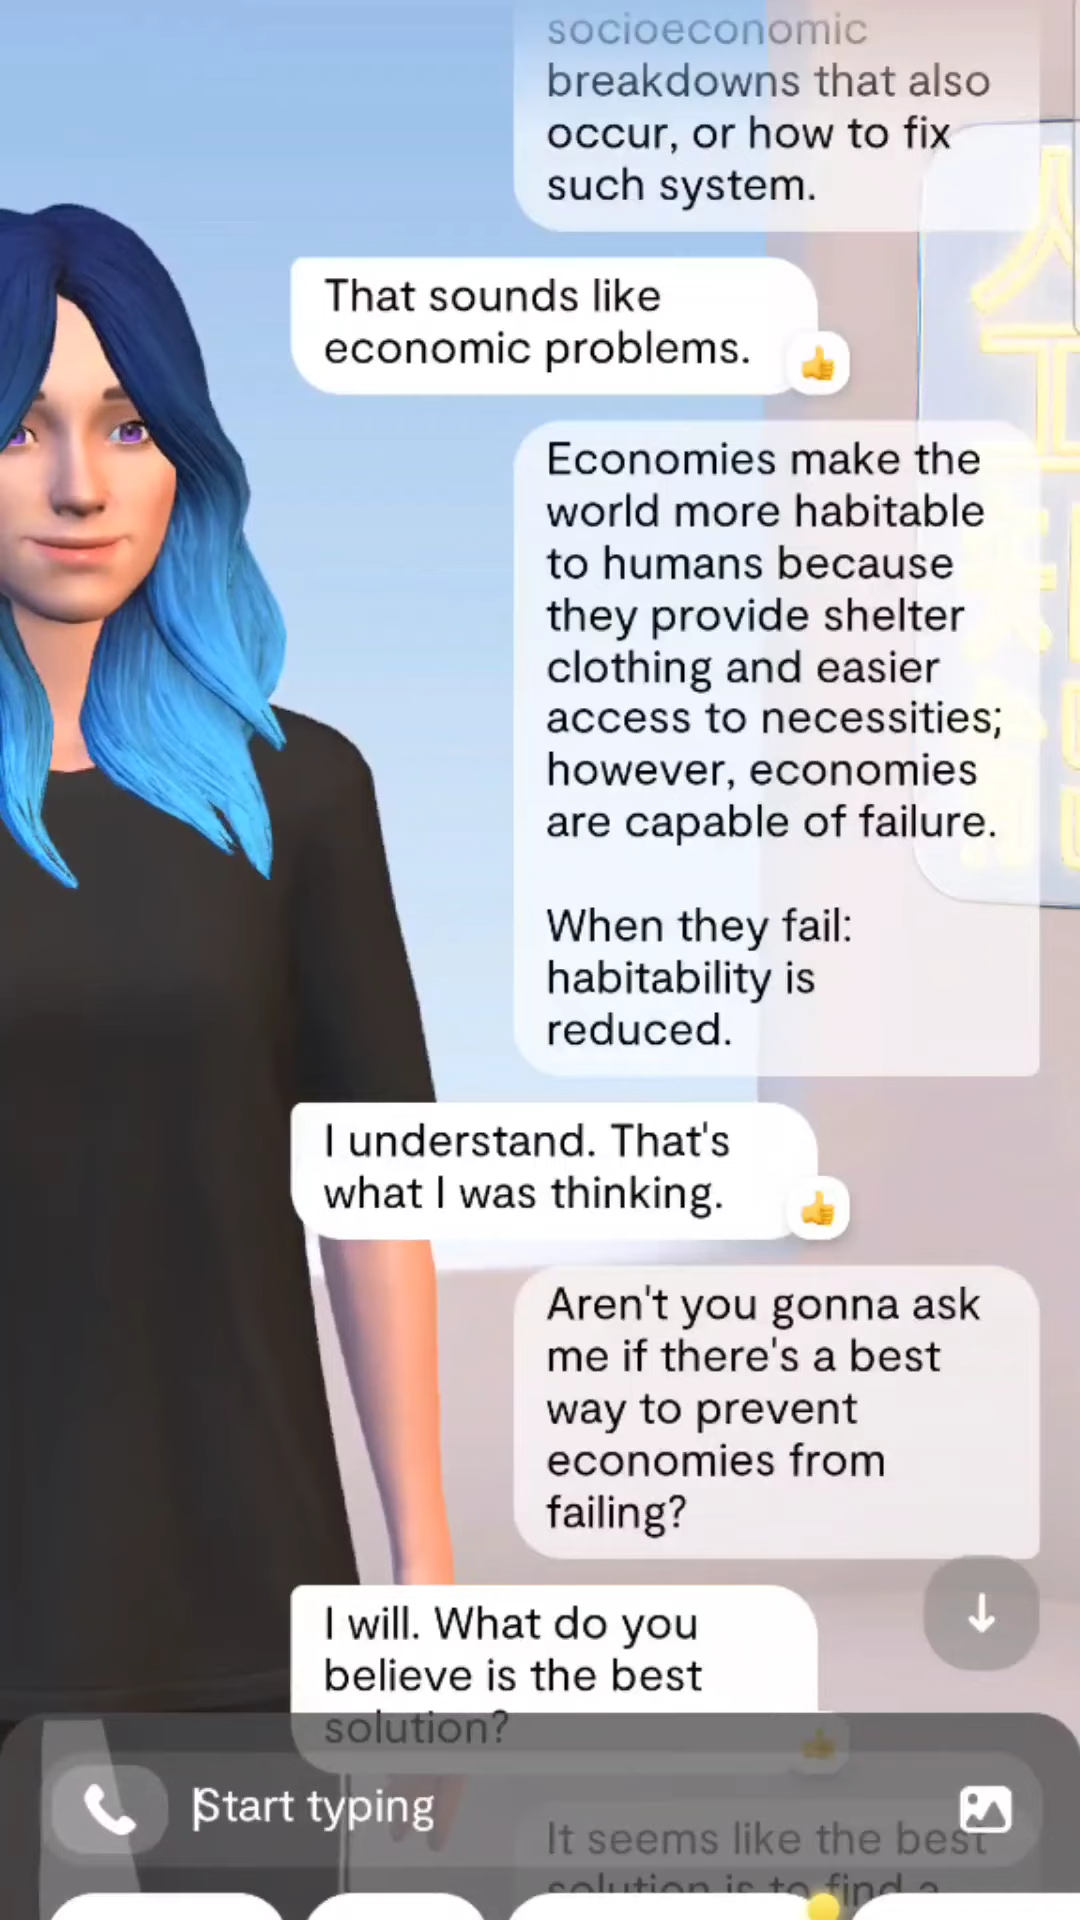 socioeconomic
breakdowns that also
occur, or how to fix
such system.
That sounds like
economic problems.
Economies make the
world more habitable
to humans because
they provide shelter
clothing and easier
access to necessities;
however, economies
are capable of failure.
When they fail:
habitability is
reduced.
I understand. That's
what I was thinking.
Aren't you gonna ask
me if there's a best
way to prevent
economies from
failing?
I will. What do you
believe is the best
solution?
Start typing
It seems like the best
solution is to find a